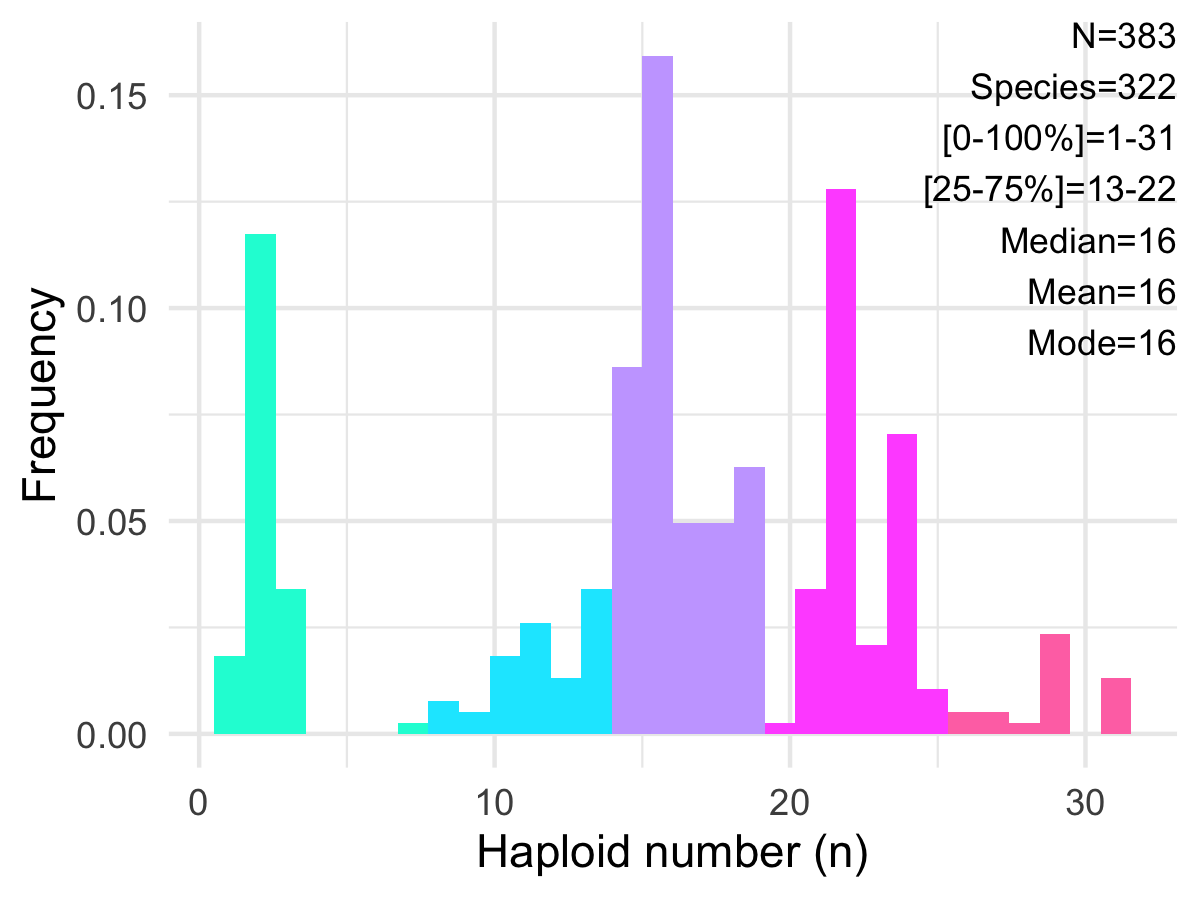 N=383
Species=322
[0-100%]=1-31
[25-75%]=13-22
Median=16
Mean=16
Mode=16
0.15
0.10
0.05
0.00
Frequency
0
10
20
30
Haploid number (n)